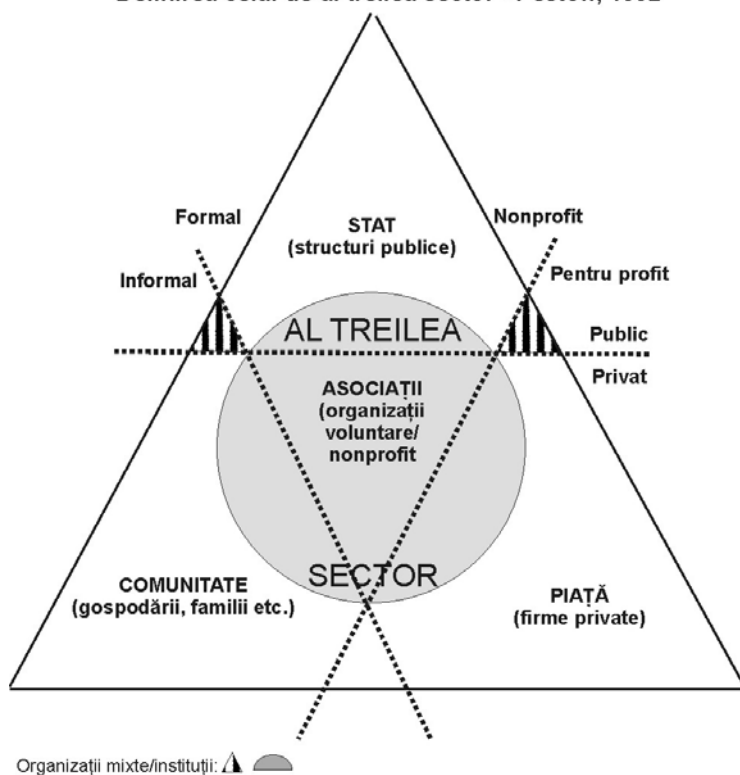 Formal
Nonprofit
STAT
(structuri publice)
Informal
Pentru profit
AL TREILEA
Public
Privat
ASOCIAȚII
(organizații
voluntare/
nonprofit
SECTOR
COMUNITATE
(gospodării, familii etc.)
PIAȚĂ
(firme private)
Organizații mixte/instituții: